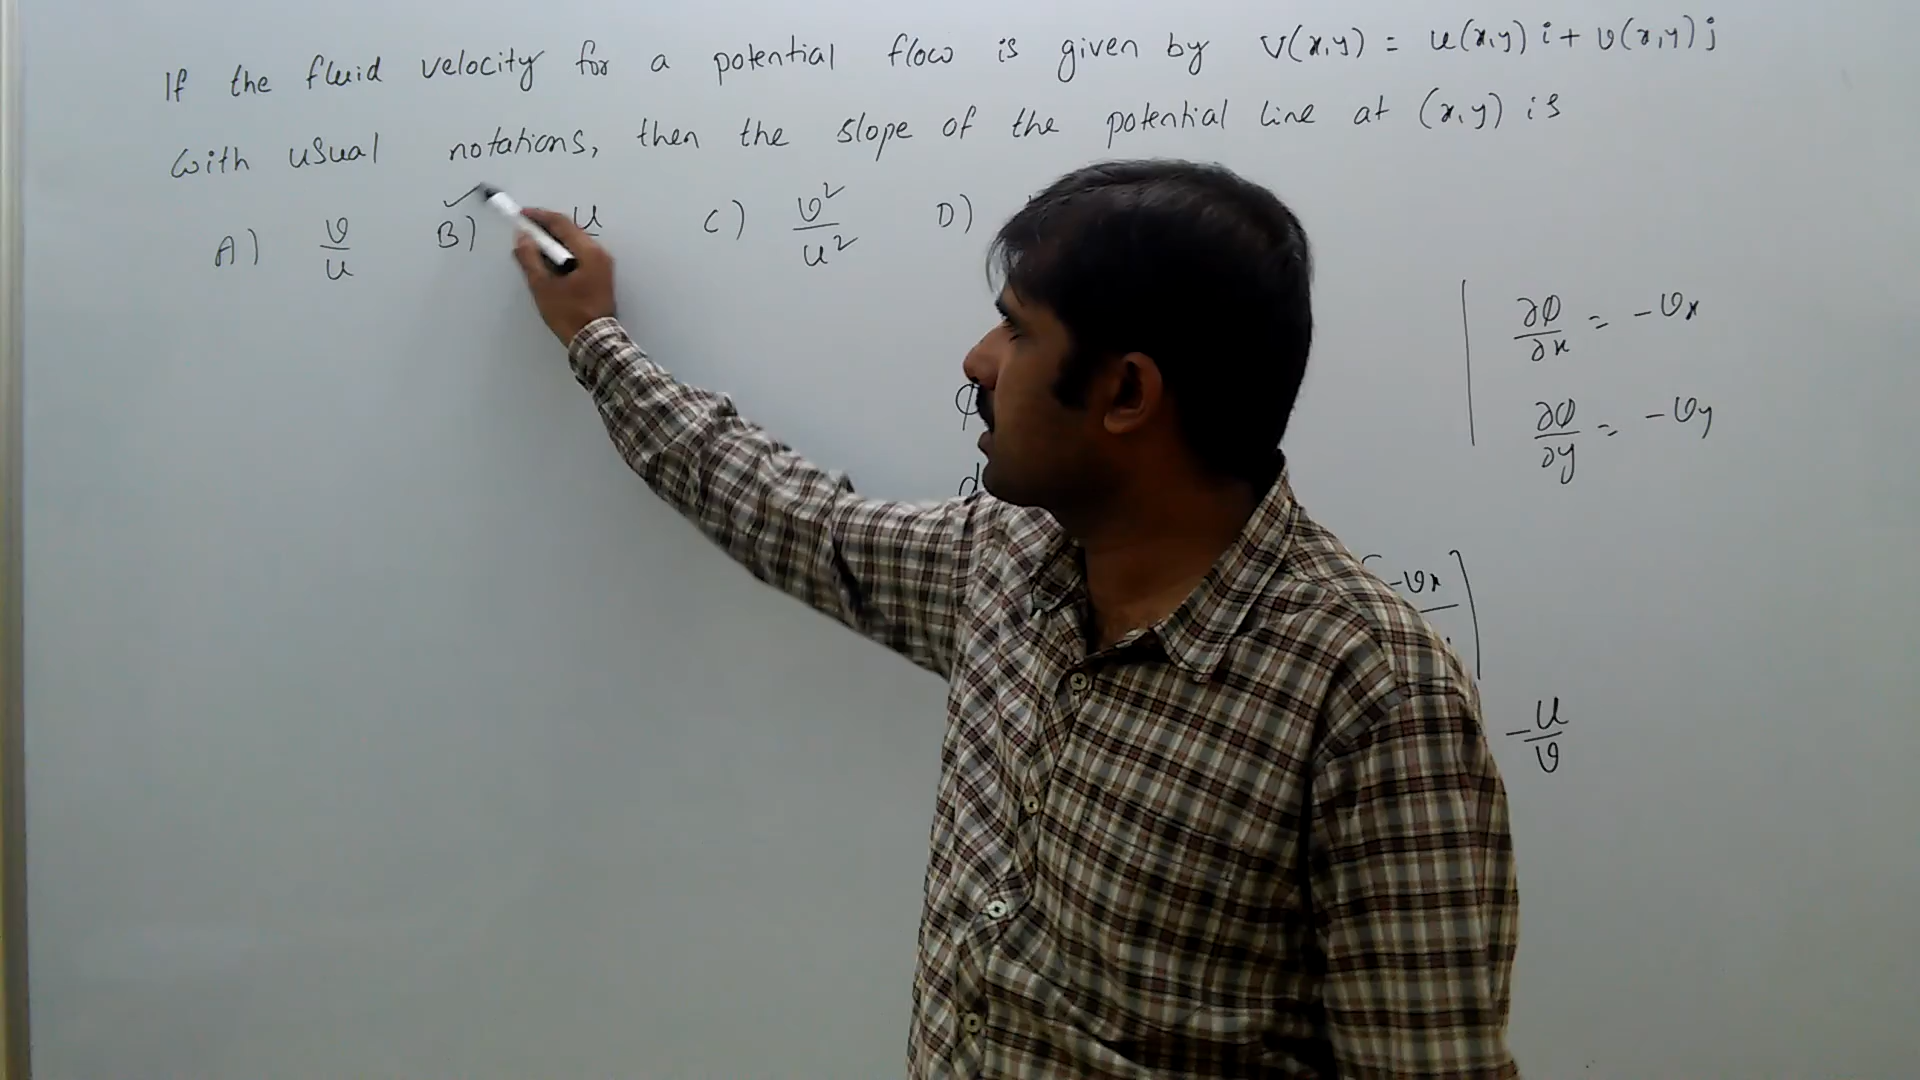 If the fluid velocity for a potential flow is given by V(x,y) = u(x,y) i + v(x,y) j
with usual notations, then the slope of the potential line at (x,y) is
A) v/u B) u C) v²/u² D)
∂φ/∂x = -vx
∂φ/∂y = -vy
φ
d
-vx
-u/v